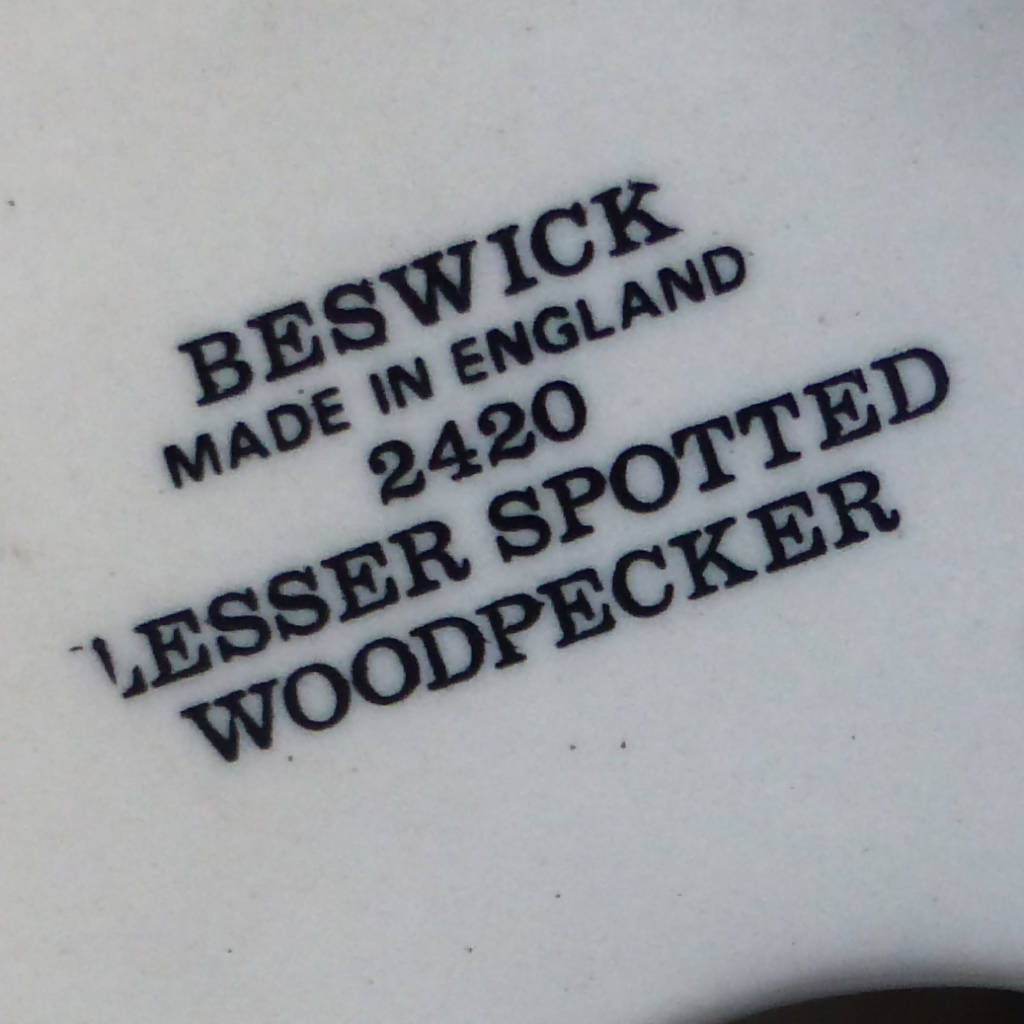 BESWICK
MADE IN ENGLAND
2420
LESSER SPOTTED
WOODPECKER